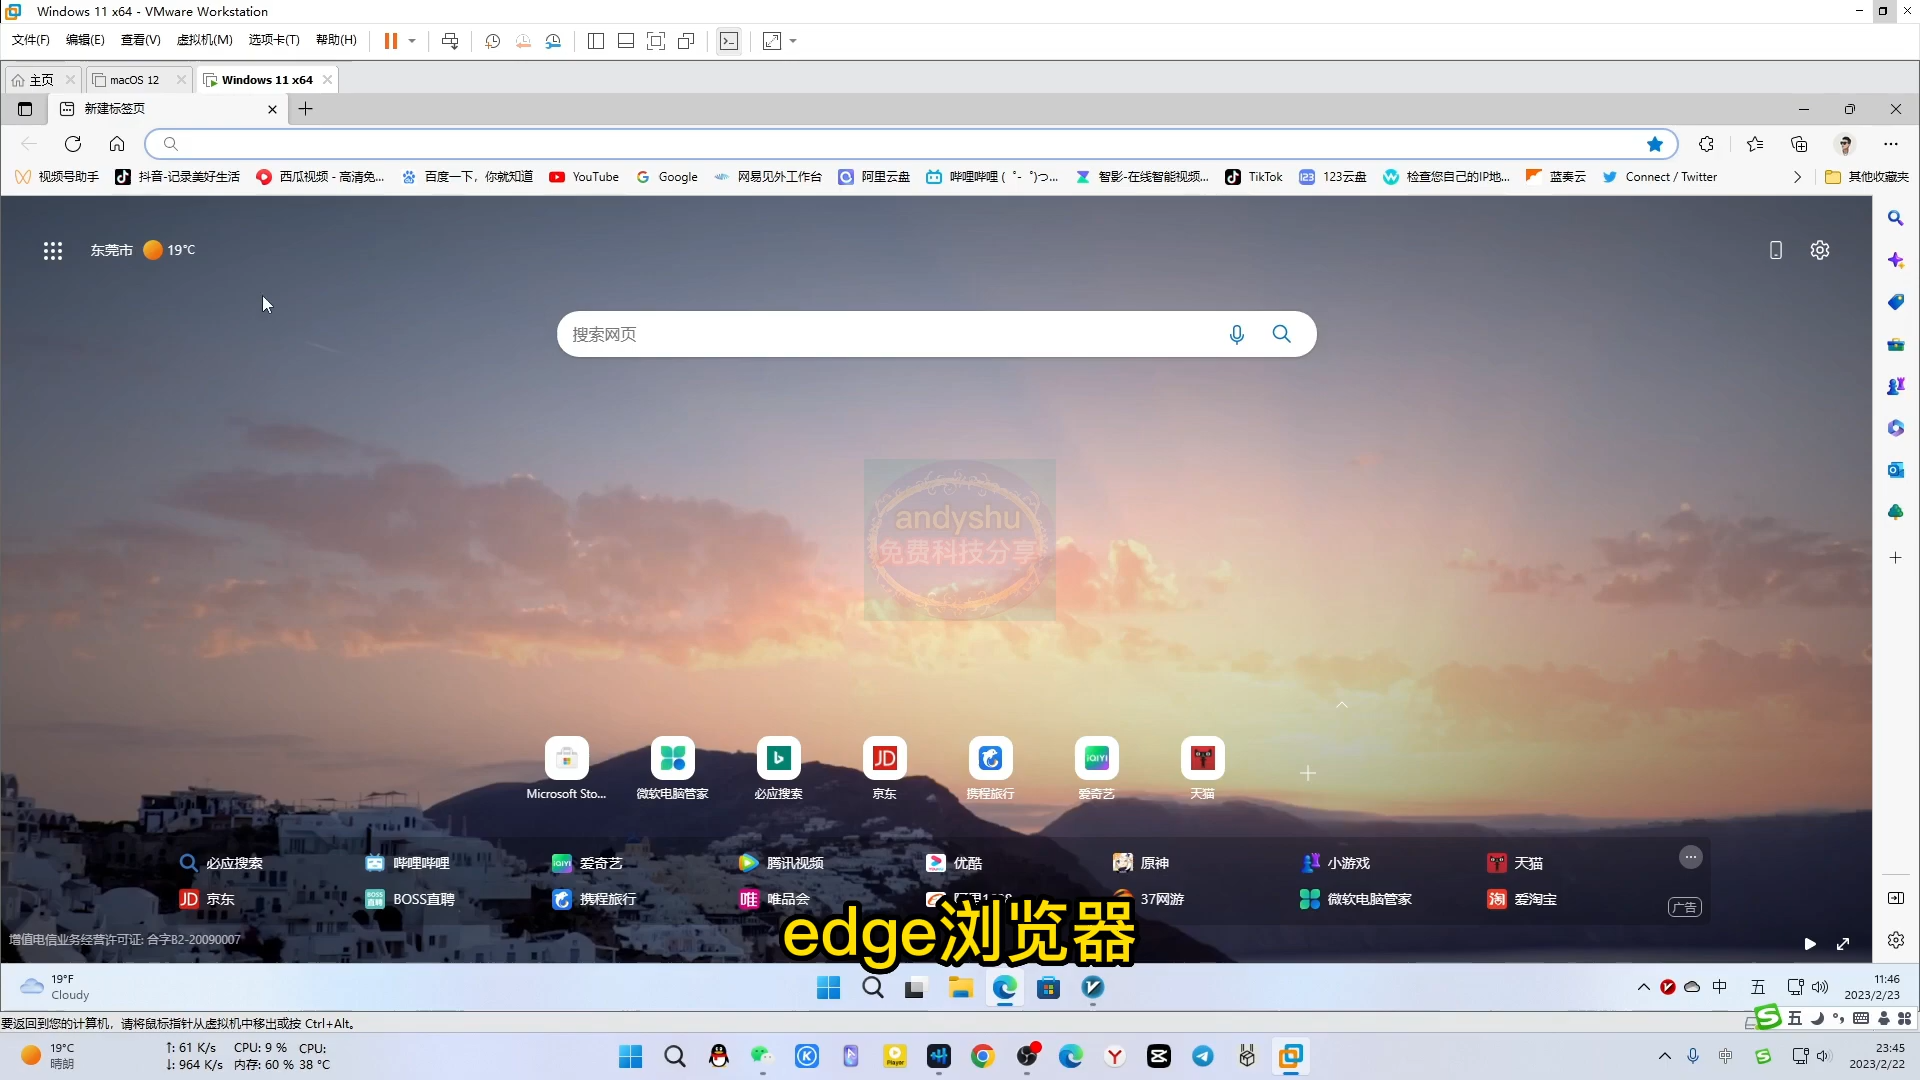 Windows 11 x64 - VMware Workstation
文件(F) 编辑(E) 查看(V) 虚拟机(M) 选项卡(T) 帮助(H)
主页 macOS 12 Windows 11 x64
新建标签页
视频号助手 抖音-记录美好生活 西瓜视频 - 高清免... 百度一下，你就知道 YouTube Google 网易见外工作台 阿里云盘 哔哩哔哩 ( ゜- ゜)つ... 智影-在线智能视频... TikTok 123云盘 检查您自己的IP地... 蓝奏云 Connect / Twitter 其他收藏夹
东莞市 19°C
搜索网页
andyshu
免费科技分享
Microsoft Sto... 微软电脑管家 必应搜索 京东 携程旅行 爱奇艺 天猫
必应搜索 哔哩哔哩 爱奇艺 腾讯视频 优酷 原神 小游戏 天猫
京东 BOSS直聘 携程旅行 唯品会 37网游 微软电脑管家 爱淘宝
广告
edge浏览器
增值电信业务经营许可证: 合字B2-20090007
19°F
Cloudy
中 五
11:46
2023/2/23
要返回到您的计算机，请将鼠标指针从虚拟机中移出或按 Ctrl+Alt。
五
19°C
晴朗
↑: 61 K/s CPU: 9 % CPU:
↓: 964 K/s 内存: 60 % 38 °C
中
23:45
2023/2/22